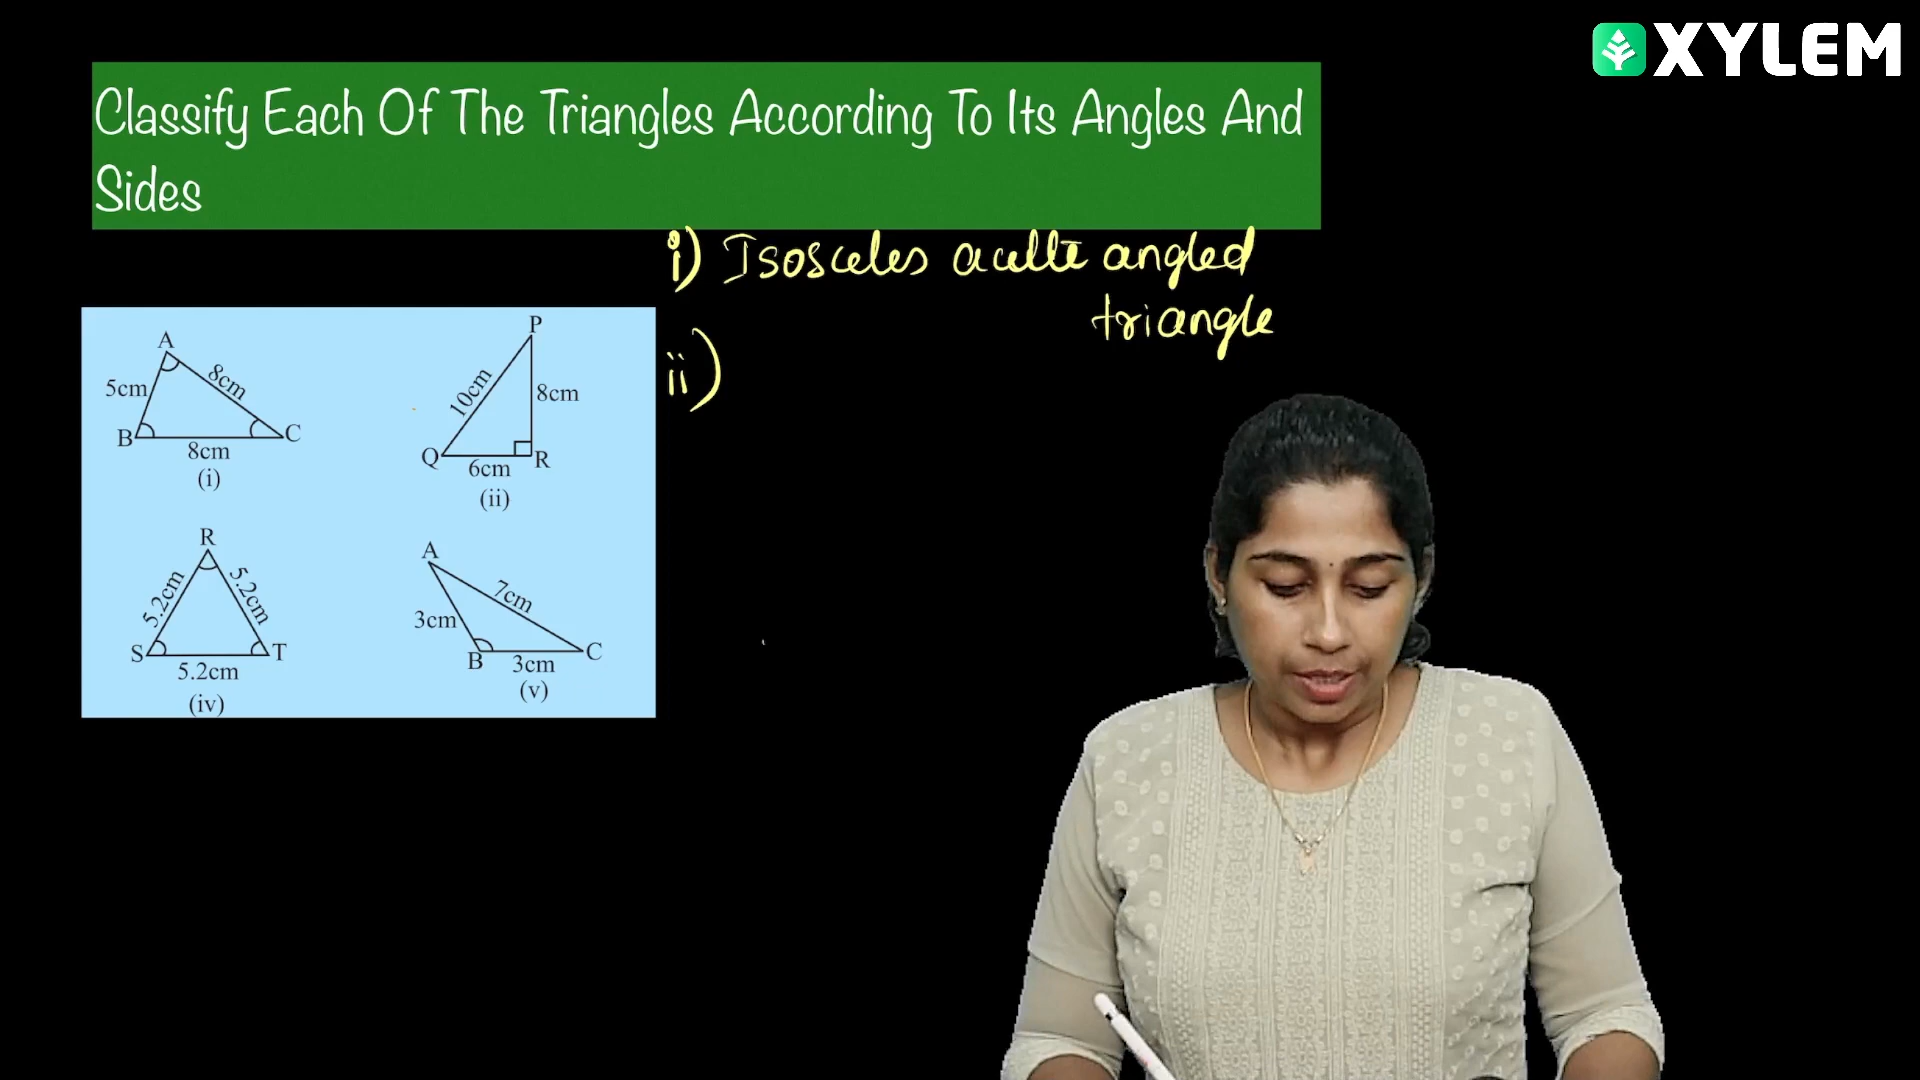 XYLEM
Classify Each Of The Triangles According To Its Angles And
Sides
i) Isosceles acute angled
triangle
ii)
A
5cm
8cm
B
C
8cm
(i)
P
10cm
8cm
Q
R
6cm
(ii)
R
5.2cm
5.2cm
S
T
5.2cm
(iv)
A
7cm
3cm
B
C
3cm
(v)